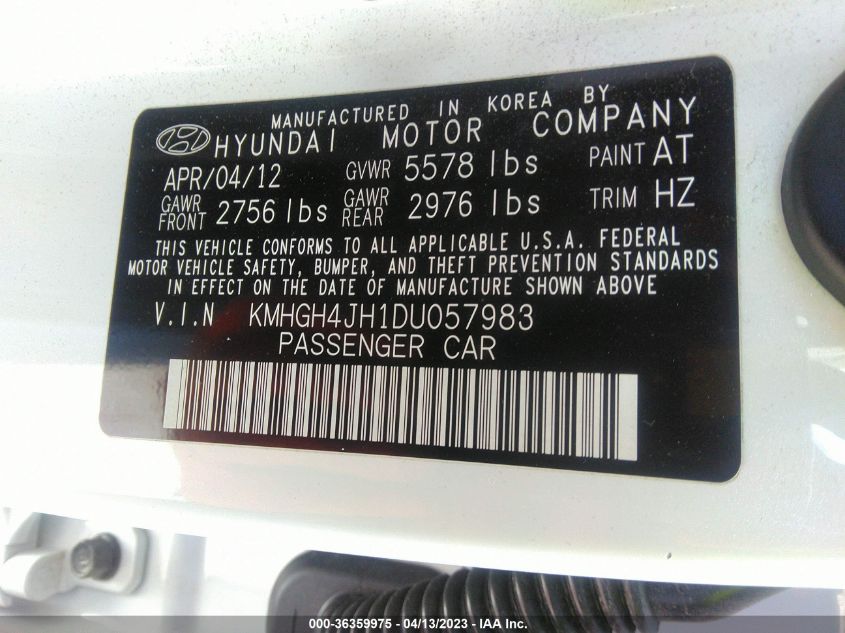 MANUFACTURED IN KOREA BY
HYUNDAI MOTOR COMPANY
APR/04/12 GVWR 5578 lbs PAINT AT
GAWR FRONT 2756 lbs GAWR REAR 2976 lbs TRIM HZ
THIS VEHICLE CONFORMS TO ALL APPLICABLE U.S.A. FEDERAL
MOTOR VEHICLE SAFETY, BUMPER, AND THEFT PREVENTION STANDARDS
IN EFFECT ON THE DATE OF MANUFACTURE SHOWN ABOVE
V.I.N KMHGH4JH1DU057983
PASSENGER CAR
000-36359975 - 04/13/2023 - IAA Inc.